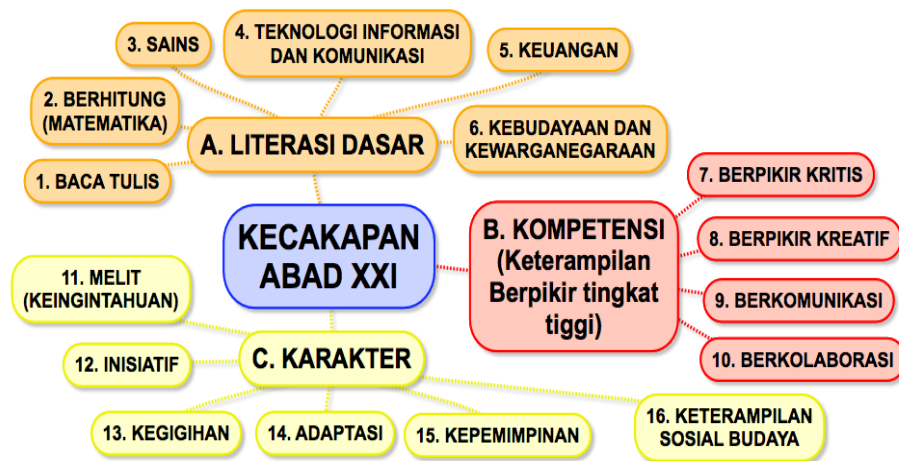 KECAKAPAN
ABAD XXI
A. LITERASI DASAR
1. BACA TULIS
2. BERHITUNG
(MATEMATIKA)
3. SAINS
4. TEKNOLOGI INFORMASI
DAN KOMUNIKASI
5. KEUANGAN
6. KEBUDAYAAN DAN
KEWARGANEGARAAN
B. KOMPETENSI
(Keterampilan
Berpikir tingkat
tiggi)
7. BERPIKIR KRITIS
8. BERPIKIR KREATIF
9. BERKOMUNIKASI
10. BERKOLABORASI
C. KARAKTER
11. MELIT
(KEINGINTAHUAN)
12. INISIATIF
13. KEGIGIHAN
14. ADAPTASI
15. KEPEMIMPINAN
16. KETERAMPILAN
SOSIAL BUDAYA